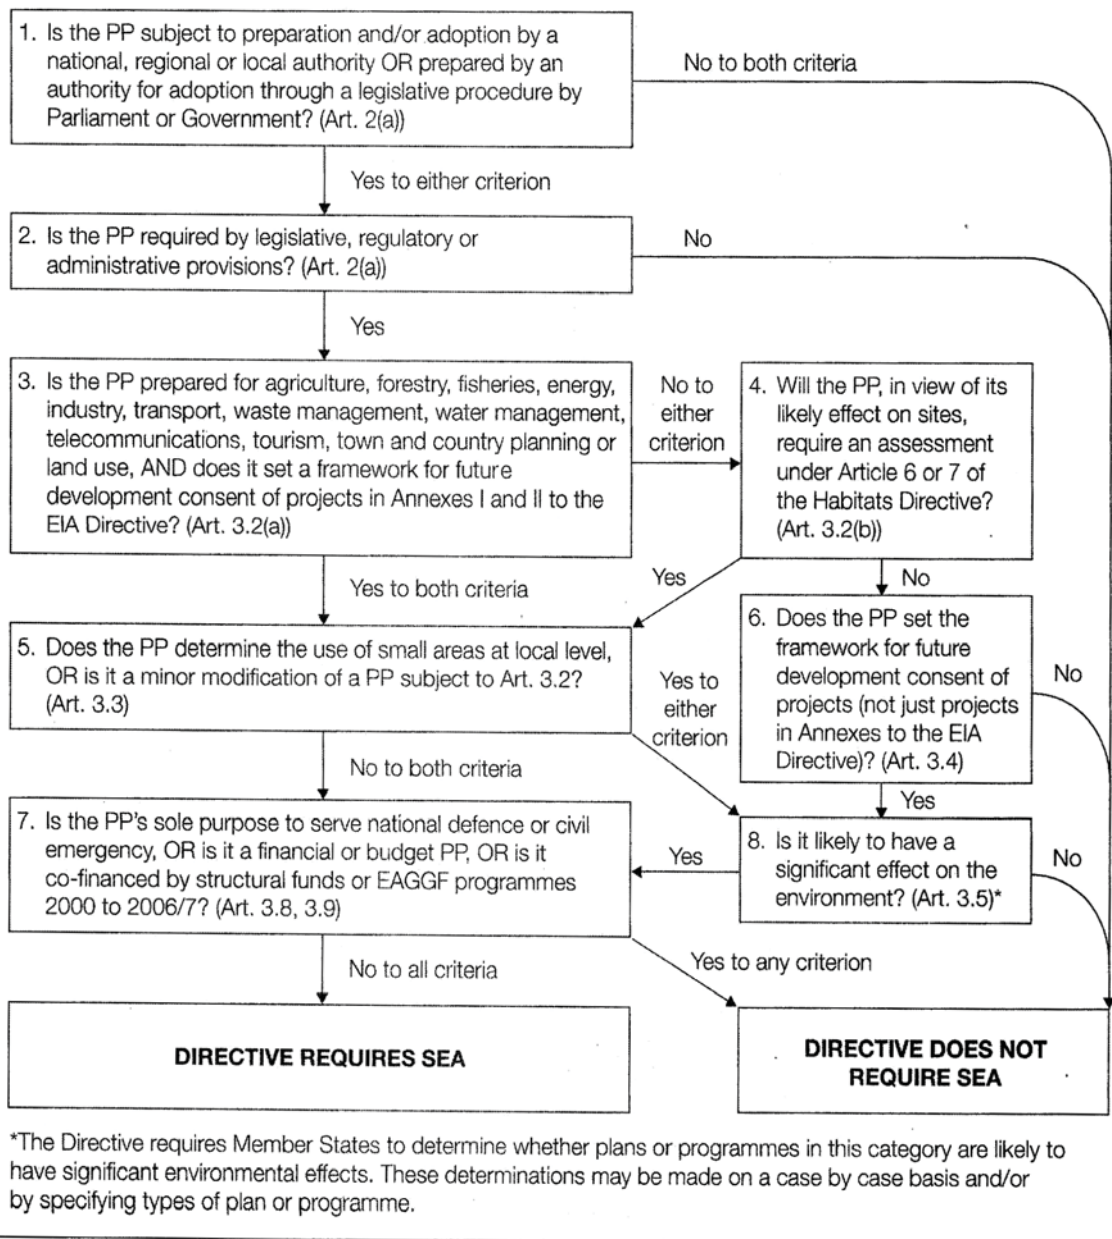 1. Is the PP subject to preparation and/or adoption by a
national, regional or local authority OR prepared by an
authority for adoption through a legislative procedure by
Parliament or Government? (Art. 2(a))
No to both criteria
Yes to either criterion
2. Is the PP required by legislative, regulatory or
administrative provisions? (Art. 2(a))
No
Yes
3. Is the PP prepared for agriculture, forestry, fisheries, energy,
industry, transport, waste management, water management,
telecommunications, tourism, town and country planning or
land use, AND does it set a framework for future
development consent of projects in Annexes I and II to the
EIA Directive? (Art. 3.2(a))
No to
either
criterion
4. Will the PP, in view of its
likely effect on sites,
require an assessment
under Article 6 or 7 of
the Habitats Directive?
(Art. 3.2(b))
Yes to both criteria
Yes
No
5. Does the PP determine the use of small areas at local level,
OR is it a minor modification of a PP subject to Art. 3.2?
(Art. 3.3)
Yes to
either
criterion
6. Does the PP set the
framework for future
development consent of
projects (not just projects
in Annexes to the EIA
Directive)? (Art. 3.4)
No
No to both criteria
Yes
7. Is the PP's sole purpose to serve national defence or civil
emergency, OR is it a financial or budget PP, OR is it
co-financed by structural funds or EAGGF programmes
2000 to 2006/7? (Art. 3.8, 3.9)
Yes
8. Is it likely to have a
significant effect on the
environment? (Art. 3.5)*
No
No to all criteria
Yes to any criterion
DIRECTIVE REQUIRES SEA
DIRECTIVE DOES NOT
REQUIRE SEA
*The Directive requires Member States to determine whether plans or programmes in this category are likely to
have significant environmental effects. These determinations may be made on a case by case basis and/or
by specifying types of plan or programme.